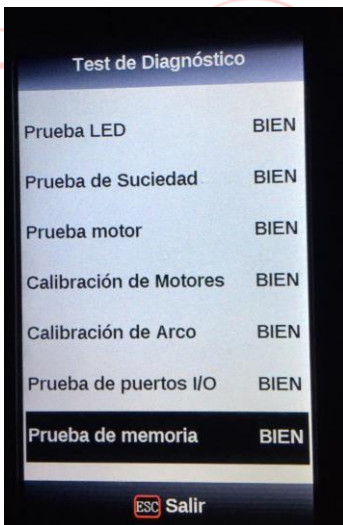 Test de Diagnóstico
Prueba LED BIEN
Prueba de Suciedad BIEN
Prueba motor BIEN
Calibración de Motores BIEN
Calibración de Arco BIEN
Prueba de puertos I/O BIEN
Prueba de memoria BIEN
ESC Salir